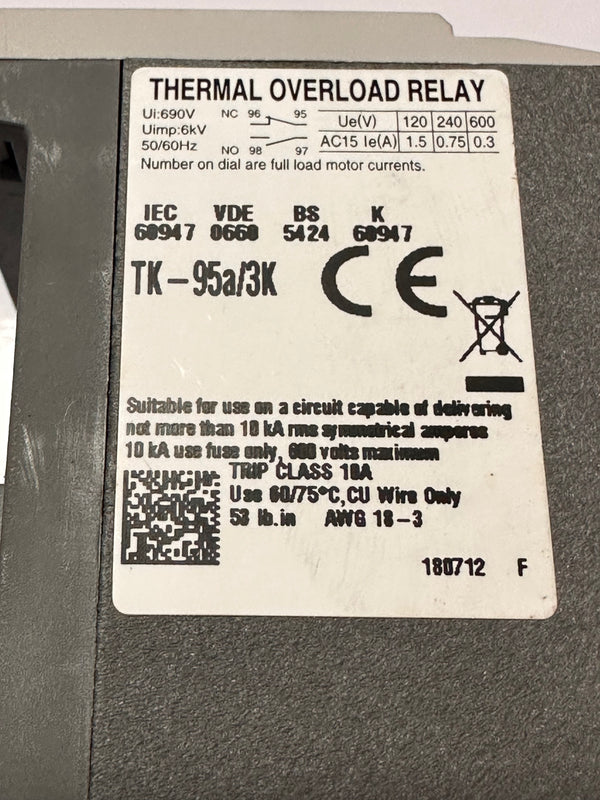 THERMAL OVERLOAD RELAY
Ui:690V
Uimp:6kV
50/60Hz
NC 96 95
NO 98 97
Ue(V) 120 240 600
AC15 Ie(A) 1.5 0.75 0.3
Number on dial are full load motor currents.
IEC VDE BS K
60947 0660 5424 60947
TK-95a/3K
CE
Suitable for use on a circuit capable of delivering
not more than 10 kA rms symmetrical amperes
10 kA use fuse only, 600 volts maximum
TRIP CLASS 10A
Use 60/75°C, CU Wire Only
53 lb.in AWG 18-3
180712 F